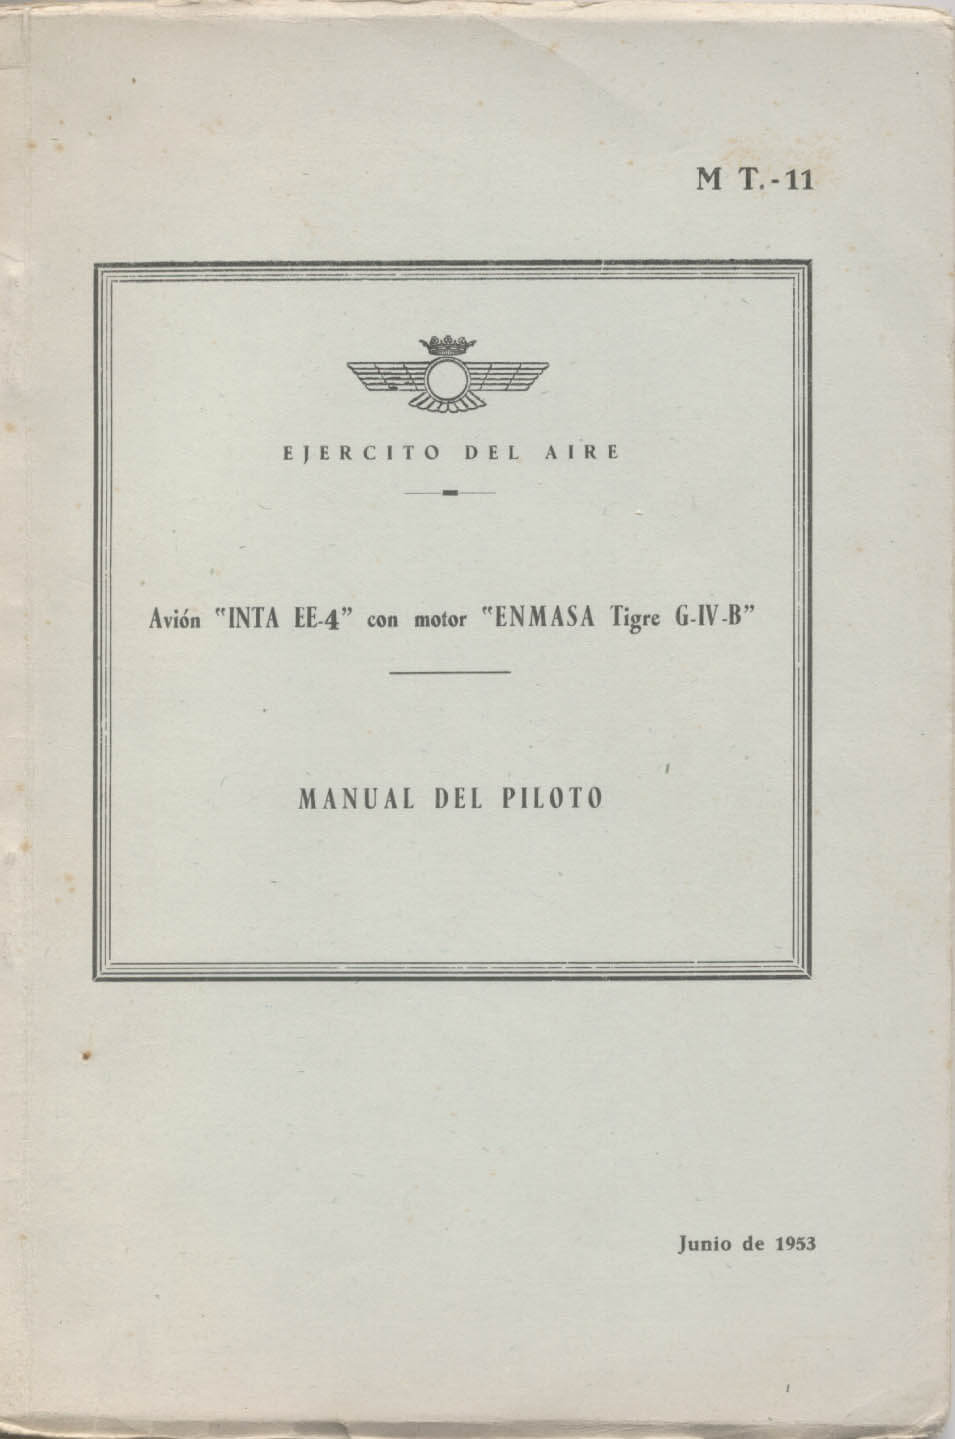 M T.-11
EJERCITO DEL AIRE
Avión "INTA EE-4" con motor "ENMASA Tigre G-IV-B"
MANUAL DEL PILOTO
Junio de 1953